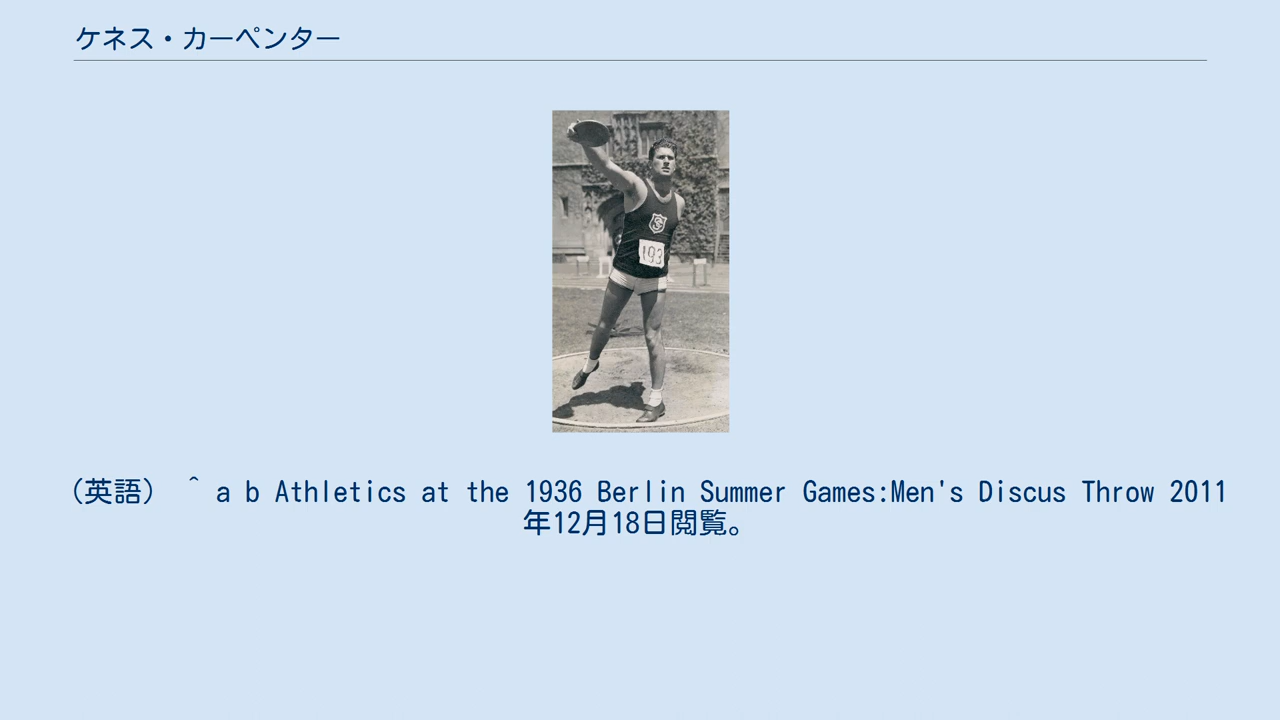 ケネス・カーペンター
193
（英語） ^ a b Athletics at the 1936 Berlin Summer Games:Men's Discus Throw 2011
年12月18日閲覧。